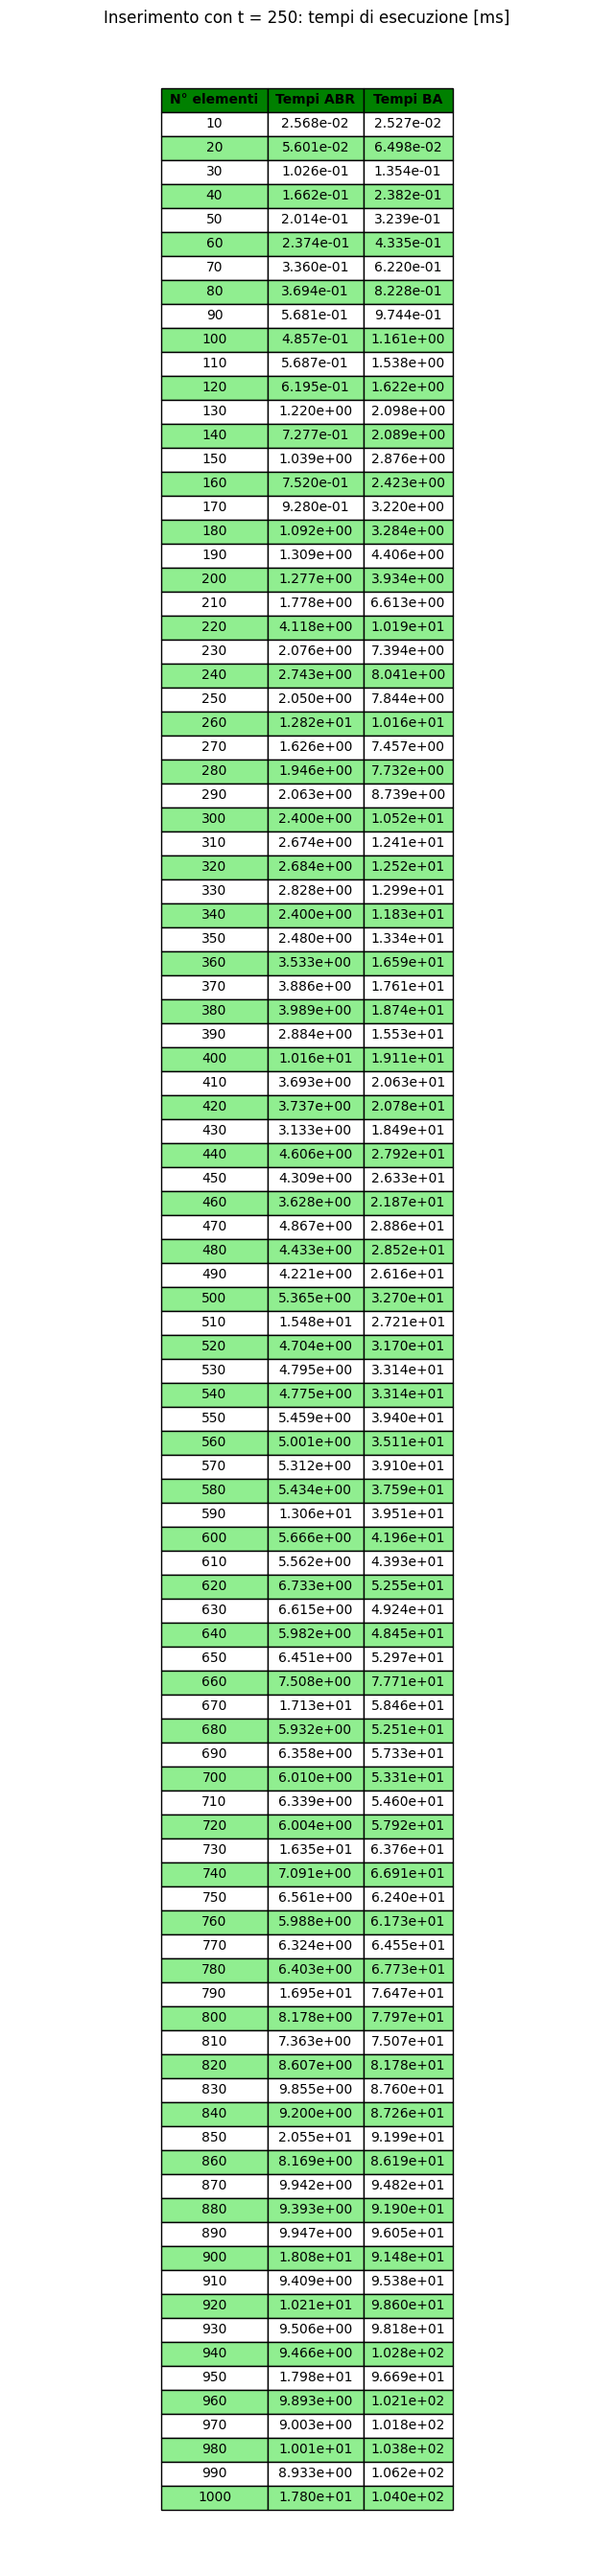 Inserimento con t = 250: tempi di esecuzione [ms]
N° elementi Tempi ABR Tempi BA
10 2.568e-02 2.527e-02
20 5.601e-02 6.498e-02
30 1.026e-01 1.354e-01
40 1.662e-01 2.382e-01
50 2.014e-01 3.239e-01
60 2.374e-01 4.335e-01
70 3.360e-01 6.220e-01
80 3.694e-01 8.228e-01
90 5.681e-01 9.744e-01
100 4.857e-01 1.161e+00
110 5.687e-01 1.538e+00
120 6.195e-01 1.622e+00
130 1.220e+00 2.098e+00
140 7.277e-01 2.089e+00
150 1.039e+00 2.876e+00
160 7.520e-01 2.423e+00
170 9.280e-01 3.220e+00
180 1.092e+00 3.284e+00
190 1.309e+00 4.406e+00
200 1.277e+00 3.934e+00
210 1.778e+00 6.613e+00
220 4.118e+00 1.019e+01
230 2.076e+00 7.394e+00
240 2.743e+00 8.041e+00
250 2.050e+00 7.844e+00
260 1.282e+01 1.016e+01
270 1.626e+00 7.457e+00
280 1.946e+00 7.732e+00
290 2.063e+00 8.739e+00
300 2.400e+00 1.052e+01
310 2.674e+00 1.241e+01
320 2.684e+00 1.252e+01
330 2.828e+00 1.299e+01
340 2.400e+00 1.183e+01
350 2.480e+00 1.334e+01
360 3.533e+00 1.659e+01
370 3.886e+00 1.761e+01
380 3.989e+00 1.874e+01
390 2.884e+00 1.553e+01
400 1.016e+01 1.911e+01
410 3.693e+00 2.063e+01
420 3.737e+00 2.078e+01
430 3.133e+00 1.849e+01
440 4.606e+00 2.792e+01
450 4.309e+00 2.633e+01
460 3.628e+00 2.187e+01
470 4.867e+00 2.886e+01
480 4.433e+00 2.852e+01
490 4.221e+00 2.616e+01
500 5.365e+00 3.270e+01
510 1.548e+01 2.721e+01
520 4.704e+00 3.170e+01
530 4.795e+00 3.314e+01
540 4.775e+00 3.314e+01
550 5.459e+00 3.940e+01
560 5.001e+00 3.511e+01
570 5.312e+00 3.910e+01
580 5.434e+00 3.759e+01
590 1.306e+01 3.951e+01
600 5.666e+00 4.196e+01
610 5.562e+00 4.393e+01
620 6.733e+00 5.255e+01
630 6.615e+00 4.924e+01
640 5.982e+00 4.845e+01
650 6.451e+00 5.297e+01
660 7.508e+00 7.771e+01
670 1.713e+01 5.846e+01
680 5.932e+00 5.251e+01
690 6.358e+00 5.733e+01
700 6.010e+00 5.331e+01
710 6.339e+00 5.460e+01
720 6.004e+00 5.792e+01
730 1.635e+01 6.376e+01
740 7.091e+00 6.691e+01
750 6.561e+00 6.240e+01
760 5.988e+00 6.173e+01
770 6.324e+00 6.455e+01
780 6.403e+00 6.773e+01
790 1.695e+01 7.647e+01
800 8.178e+00 7.797e+01
810 7.363e+00 7.507e+01
820 8.607e+00 8.178e+01
830 9.855e+00 8.760e+01
840 9.200e+00 8.726e+01
850 2.055e+01 9.199e+01
860 8.169e+00 8.619e+01
870 9.942e+00 9.482e+01
880 9.393e+00 9.190e+01
890 9.947e+00 9.605e+01
900 1.808e+01 9.148e+01
910 9.409e+00 9.538e+01
920 1.021e+01 9.860e+01
930 9.506e+00 9.818e+01
940 9.466e+00 1.028e+02
950 1.798e+01 9.669e+01
960 9.893e+00 1.021e+02
970 9.003e+00 1.018e+02
980 1.001e+01 1.038e+02
990 8.933e+00 1.062e+02
1000 1.780e+01 1.040e+02